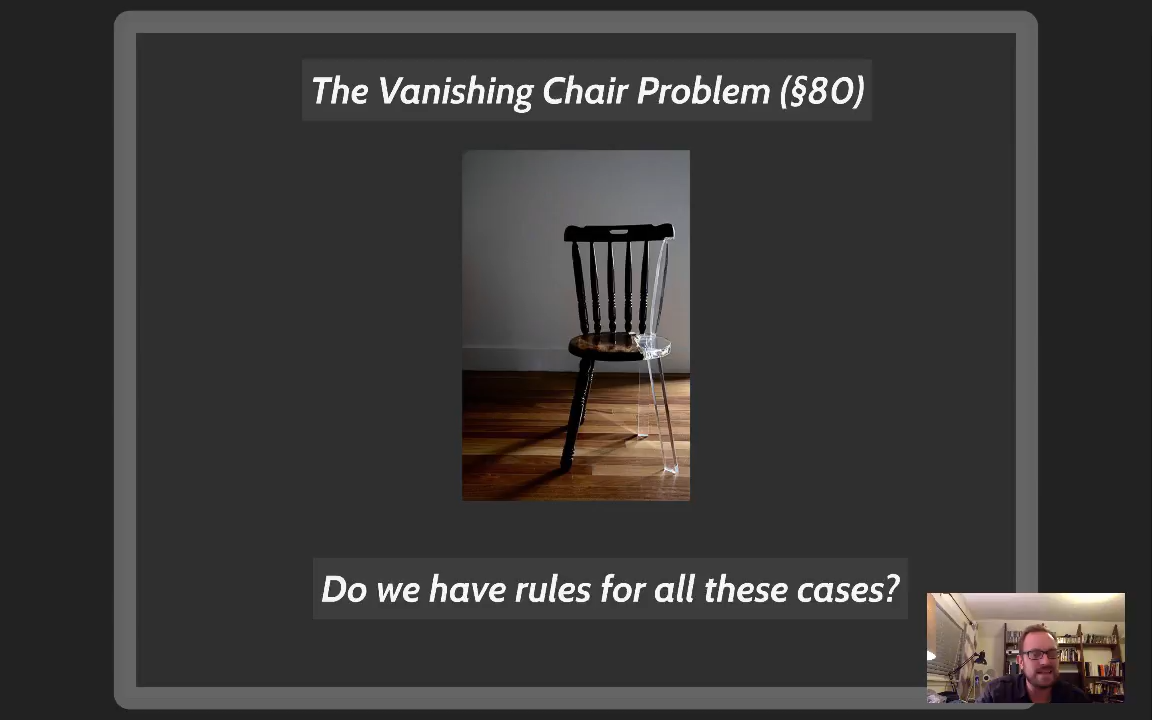 The Vanishing Chair Problem (§80)
Do we have rules for all these cases?